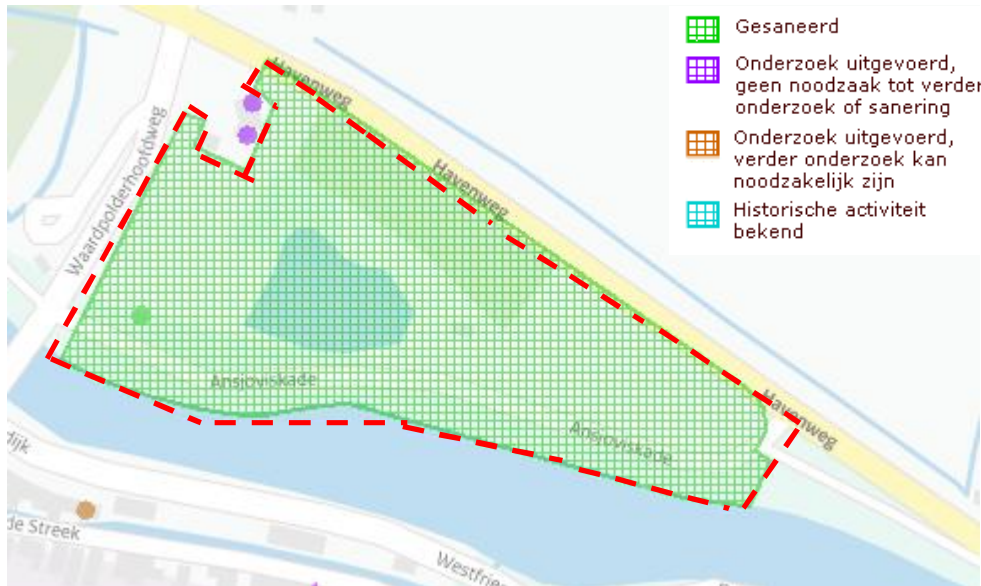 Gesaneerd
Onderzoek uitgevoerd,
geen noodzaak tot verder
onderzoek of sanering
Onderzoek uitgevoerd,
verder onderzoek kan
noodzakelijk zijn
Historische activiteit
bekend
Havenweg
Waardpolderhoofdweg
Havenweg
Ansjoviskade
Havenweg
Ansjoviskade
dijk
de Streek
Westfries